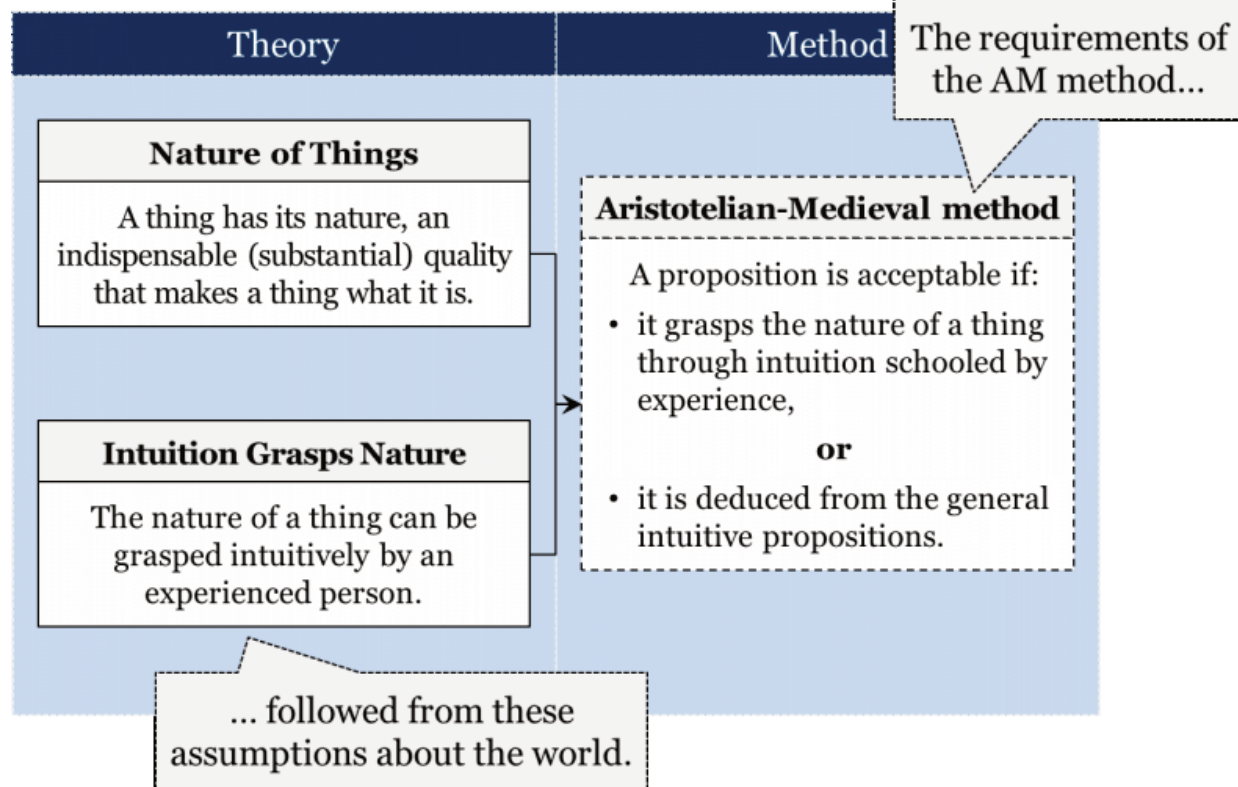 Theory
Method
The requirements of
the AM method...
Nature of Things
A thing has its nature, an
indispensable (substantial) quality
that makes a thing what it is.
Intuition Grasps Nature
The nature of a thing can be
grasped intuitively by an
experienced person.
Aristotelian-Medieval method
A proposition is acceptable if:
• it grasps the nature of a thing
through intuition schooled by
experience,
or
• it is deduced from the general
intuitive propositions.
... followed from these
assumptions about the world.